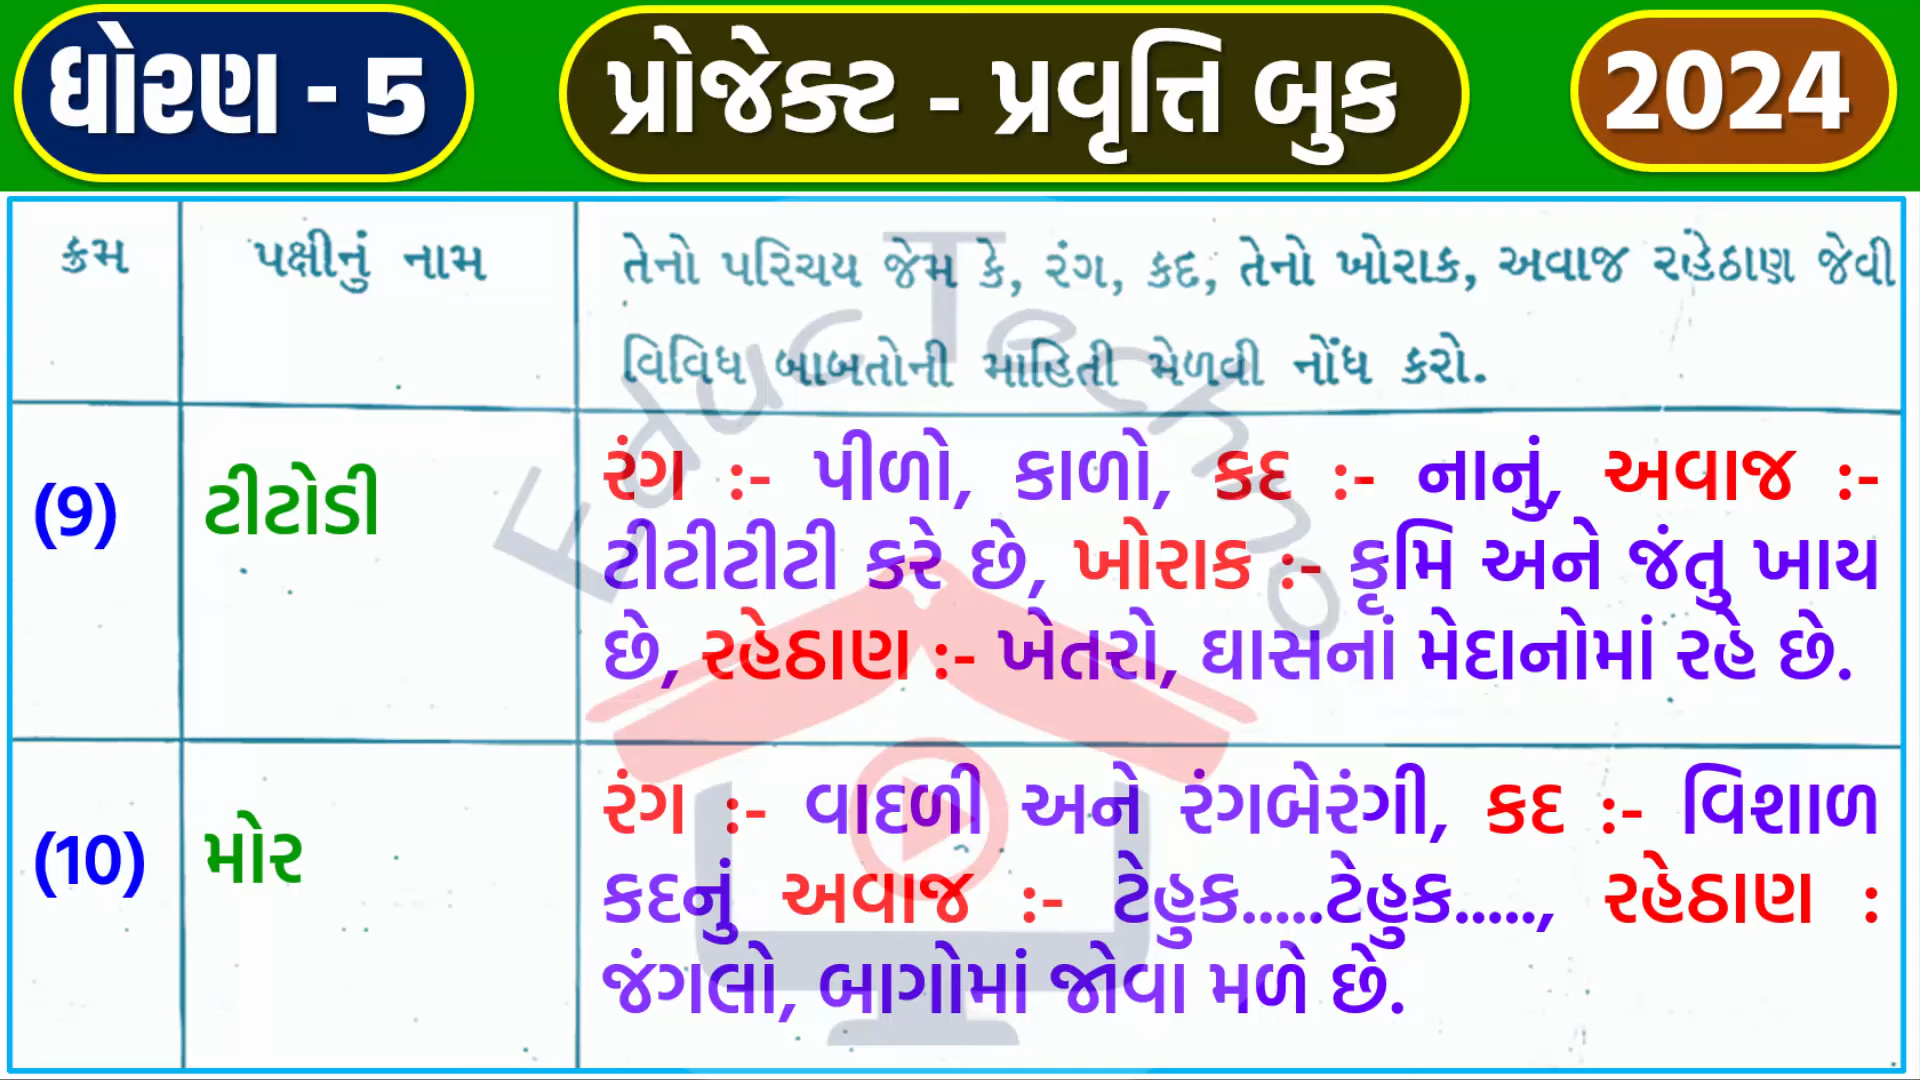 ધોરણ - 5
પ્રોજેક્ટ - પ્રવૃત્તિ બુક
2024
ક્રમ
પક્ષીનું નામ
તેનો પરિચય જેમ કે, રંગ, કદ, તેનો ખોરાક, અવાજ રહેઠાણ જેવી
વિવિધ બાબતોની માહિતી મેળવી નોંધ કરો.
(9)
ટીટોડી
રંગ :- પીળો, કાળો, કદ :- નાનું, અવાજ :-
ટીટીટીટી કરે છે, ખોરાક :- કૃમિ અને જંતુ ખાય
છે, રહેઠાણ :- ખેતરો, ઘાસનાં મેદાનોમાં રહે છે.
(10)
મોર
રંગ :- વાદળી અને રંગબેરંગી, કદ :- વિશાળ
કદનું અવાજ :- ટેહુક.....ટેહુક....., રહેઠાણ :
જંગલો, બાગોમાં જોવા મળે છે.
EducTechno